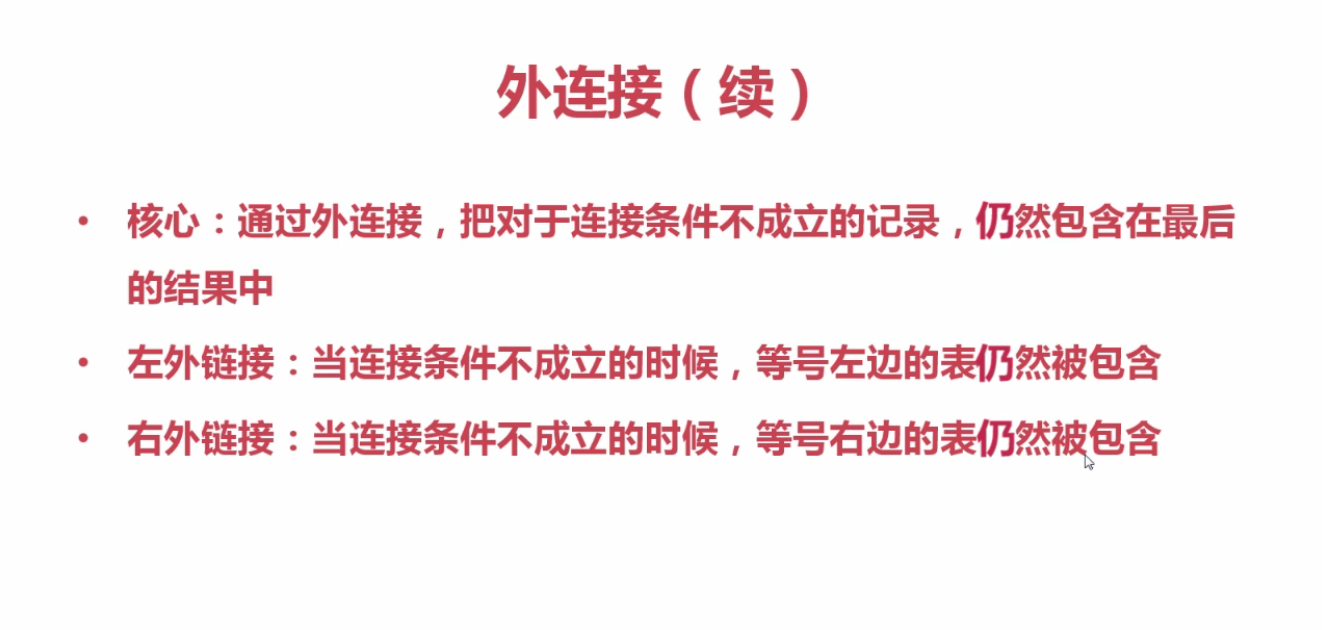 外连接（续）
• 核心：通过外连接，把对于连接条件不成立的记录，仍然包含在最后
的结果中
• 左外链接：当连接条件不成立的时候，等号左边的表仍然被包含
• 右外链接：当连接条件不成立的时候，等号右边的表仍然被包含